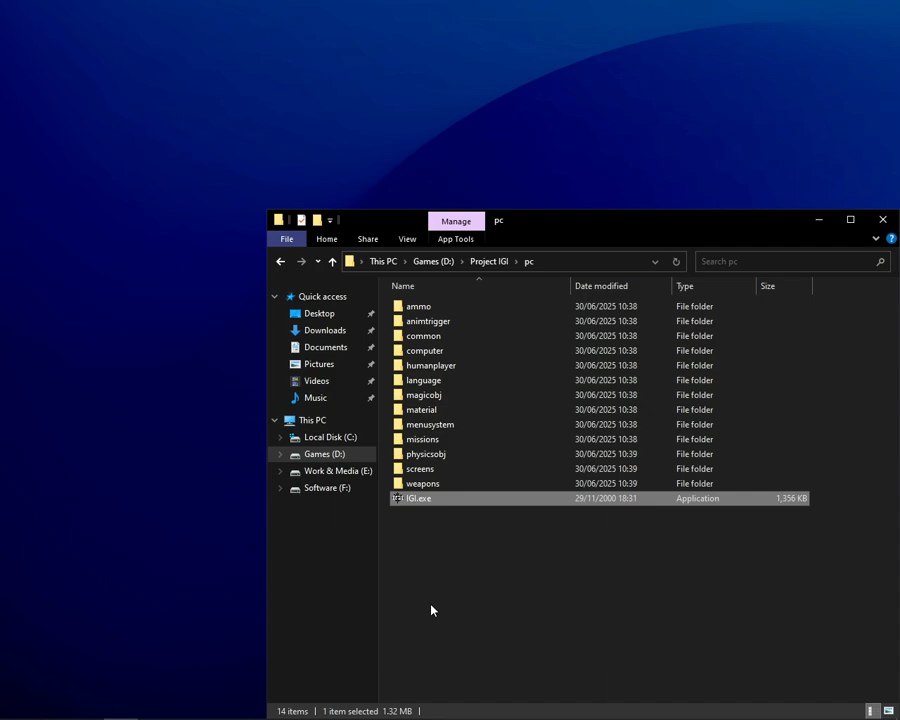 Manage pc
File Home Share View App Tools
This PC Games (D:) Project IGI pc Search pc
Name Date modified Type Size
Quick access
Desktop
Downloads
Documents
Pictures
Videos
Music
This PC
Local Disk (C:)
Games (D:)
Work & Media (E:)
Software (F:)
ammo 30/06/2025 10:38 File folder
animtrigger 30/06/2025 10:38 File folder
common 30/06/2025 10:38 File folder
computer 30/06/2025 10:38 File folder
humanplayer 30/06/2025 10:38 File folder
language 30/06/2025 10:38 File folder
magicobj 30/06/2025 10:38 File folder
material 30/06/2025 10:38 File folder
menusystem 30/06/2025 10:38 File folder
missions 30/06/2025 10:38 File folder
physicsobj 30/06/2025 10:39 File folder
screens 30/06/2025 10:39 File folder
weapons 30/06/2025 10:39 File folder
IGI.exe 29/11/2000 18:31 Application 1,356 KB
14 items 1 item selected 1.32 MB